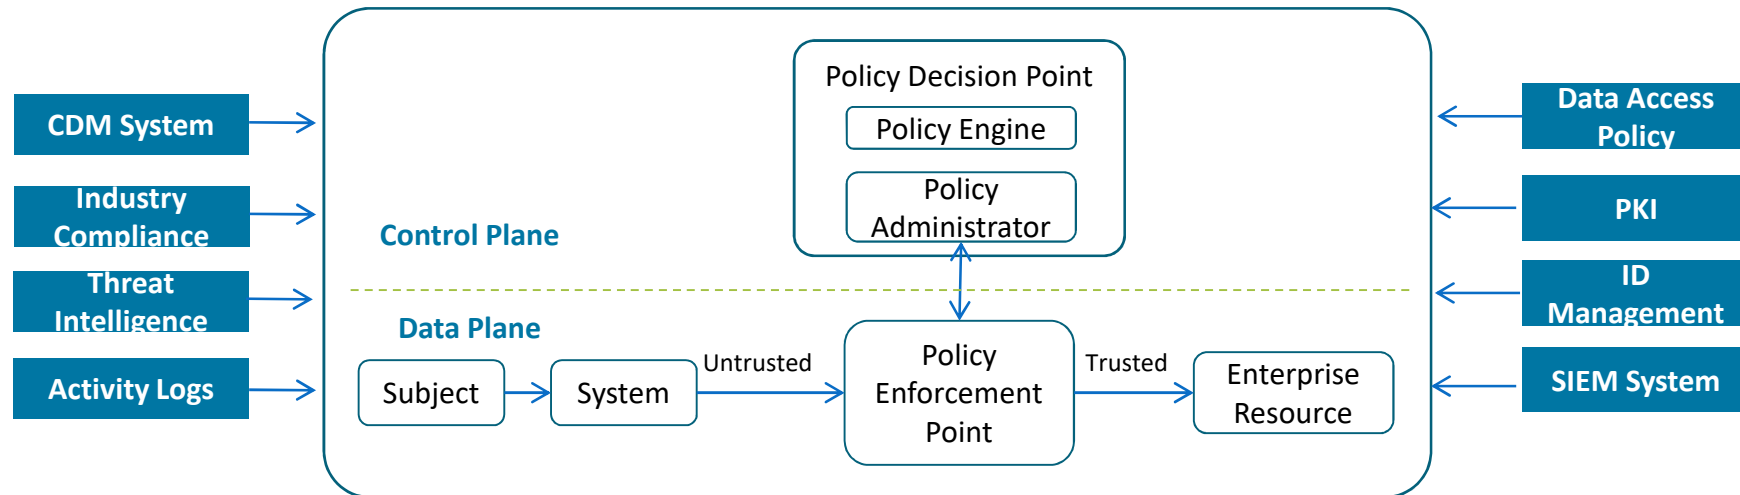 CDM System
Industry
Compliance
Threat
Intelligence
Activity Logs
Policy Decision Point
Policy Engine
Policy
Administrator
Control Plane
Data Plane
Subject
System
Untrusted
Policy
Enforcement
Point
Trusted
Enterprise
Resource
Data Access
Policy
PKI
ID
Management
SIEM System